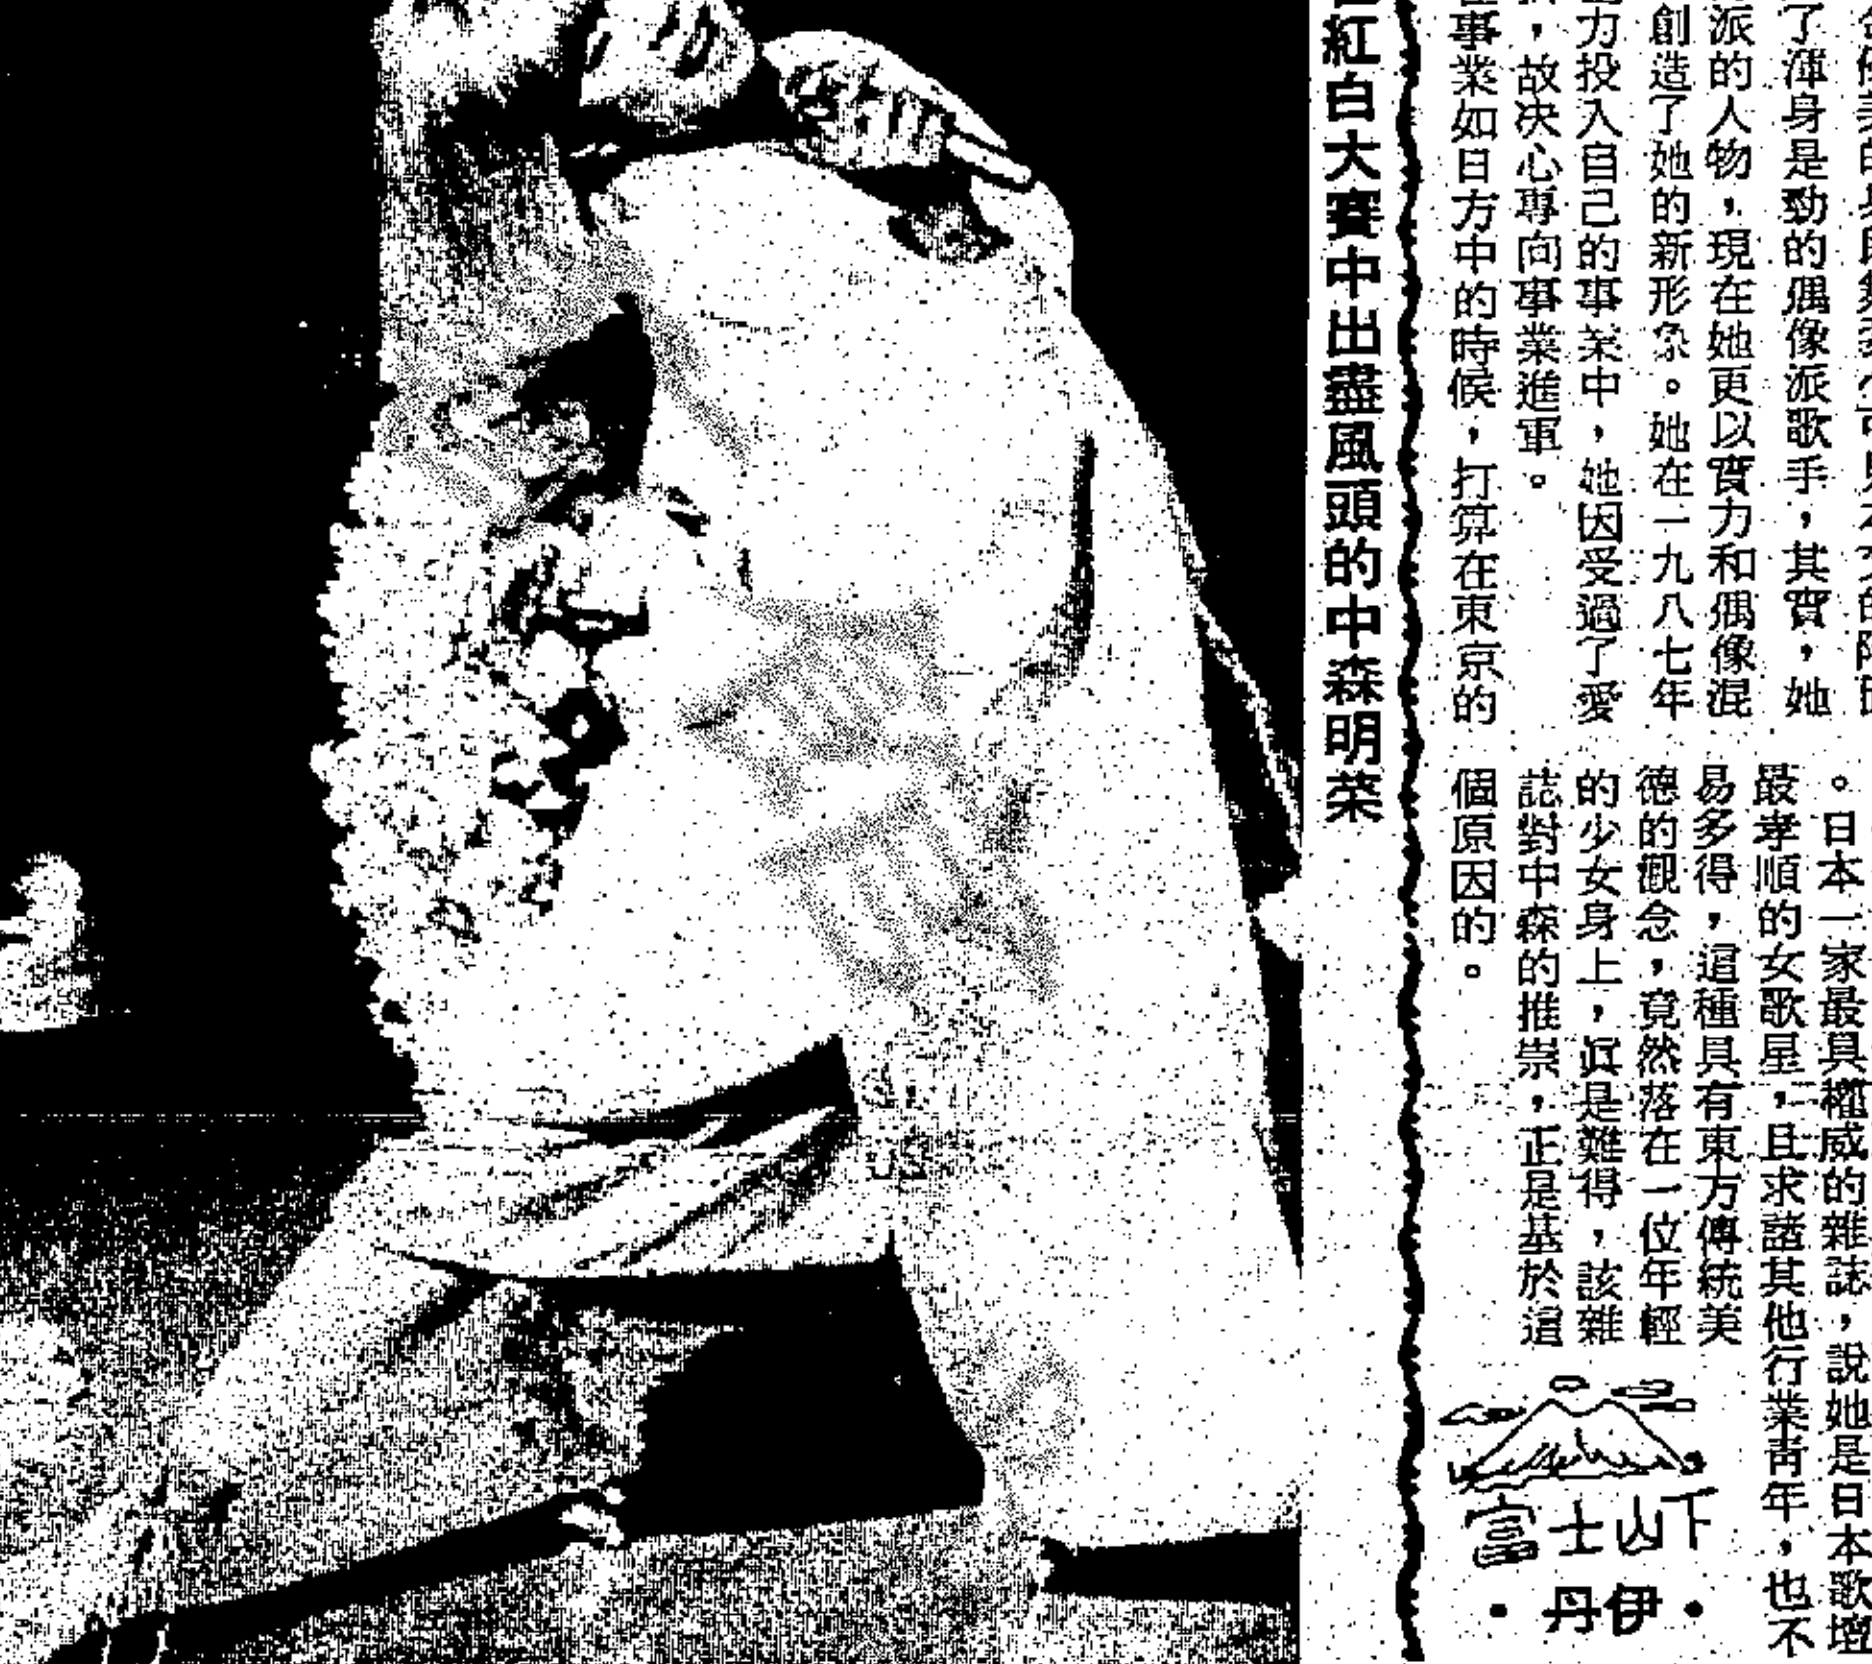 了渾身是勁的偶像派歌手，其實，她
派的人物，現在她更以實力和偶像混
創造了她的新形象。她在一九八七年
力投入自己的事業中，她因受過了愛
，故决心專向事業進軍。
事業如日方中的時候，打算在東京的
。日本一家最具權威的雜誌，說她是日本歌壇
最孝順的女歌星，且求諸其他行業青年，也不
易多得，這種具有東方傳統美
德的觀念，竟然落在一位年輕
的少女身上，眞是難得，該雜
誌對中森的推崇，正是基於這
個原因的。
富士山下
•丹伊•
紅白大賽中出盡風頭的中森明菜